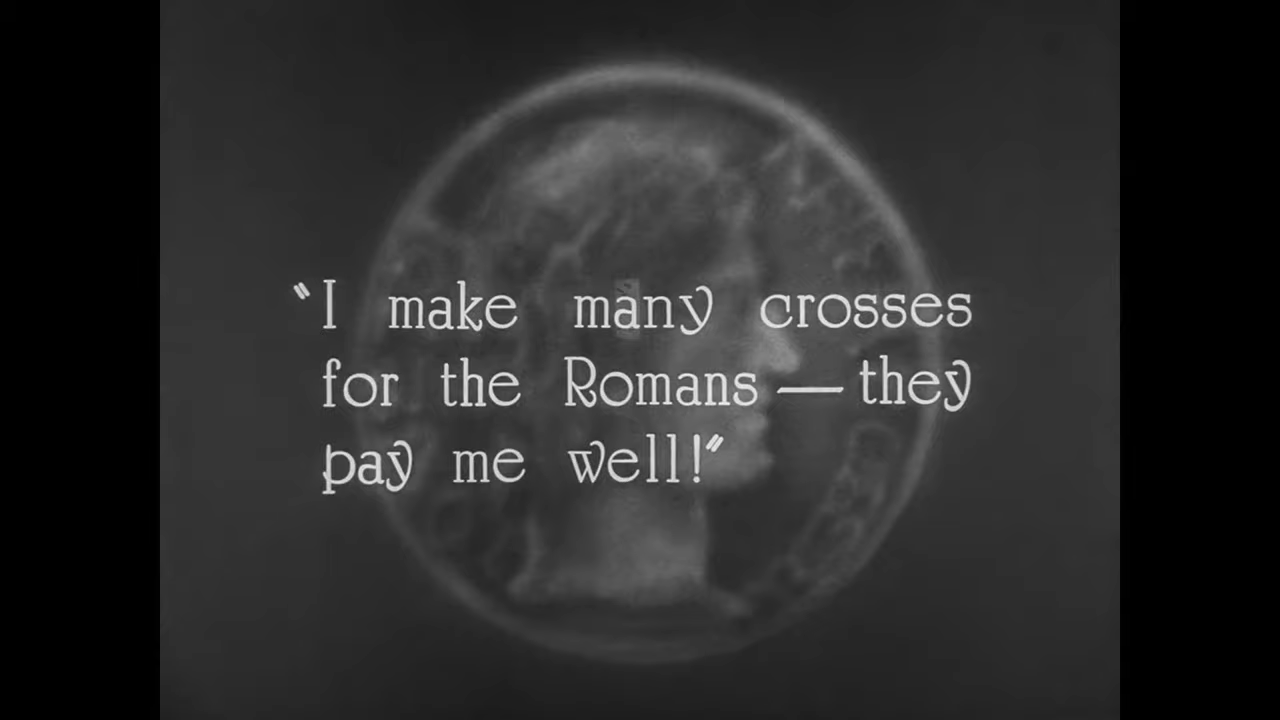 "I make many crosses
for the Romans — they
pay me well!"